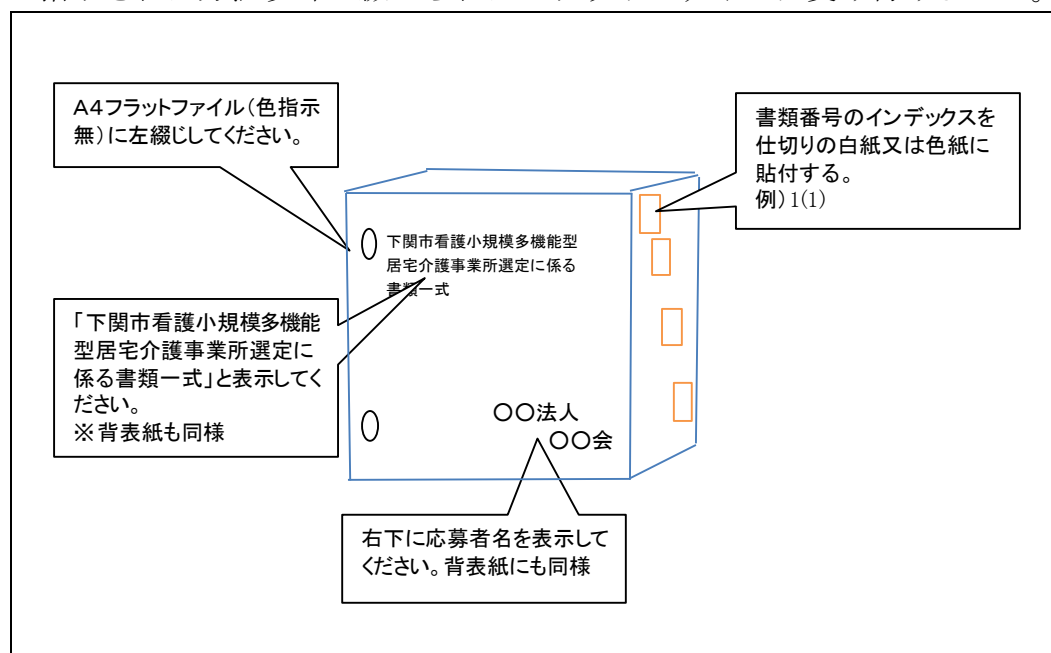 A4フラットファイル(色指示
無)に左綴じしてください。
書類番号のインデックスを
仕切りの白紙又は色紙に
貼付する。
例)1(1)
下関市看護小規模多機能型
居宅介護事業所選定に係る
書類一式
「下関市看護小規模多機能
型居宅介護事業所選定に
係る書類一式」と表示してく
ださい。
※背表紙も同様
〇〇法人
〇〇会
右下に応募者名を表示して
ください。背表紙にも同様